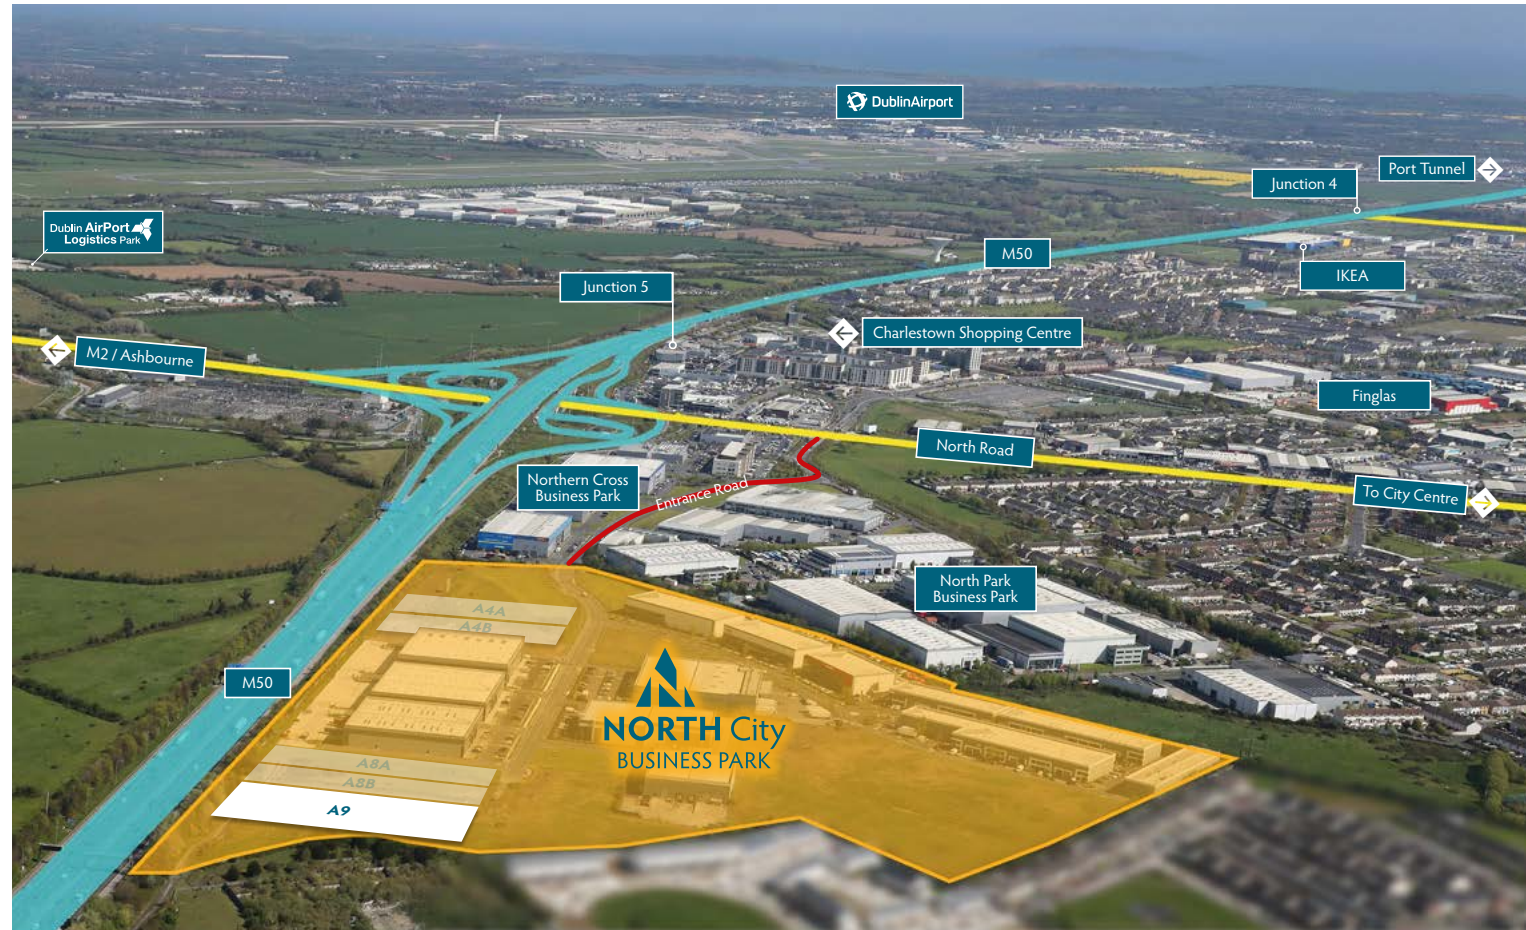 DublinAirport
Port Tunnel
Junction 4
Dublin AirPort
Logistics Park
M50
IKEA
Junction 5
Charlestown Shopping Centre
M2 / Ashbourne
Finglas
North Road
Northern Cross
Business Park
Entrance Road
To City Centre
North Park
Business Park
A4A
A4B
M50
NORTH City
BUSINESS PARK
A8A
A8B
A9